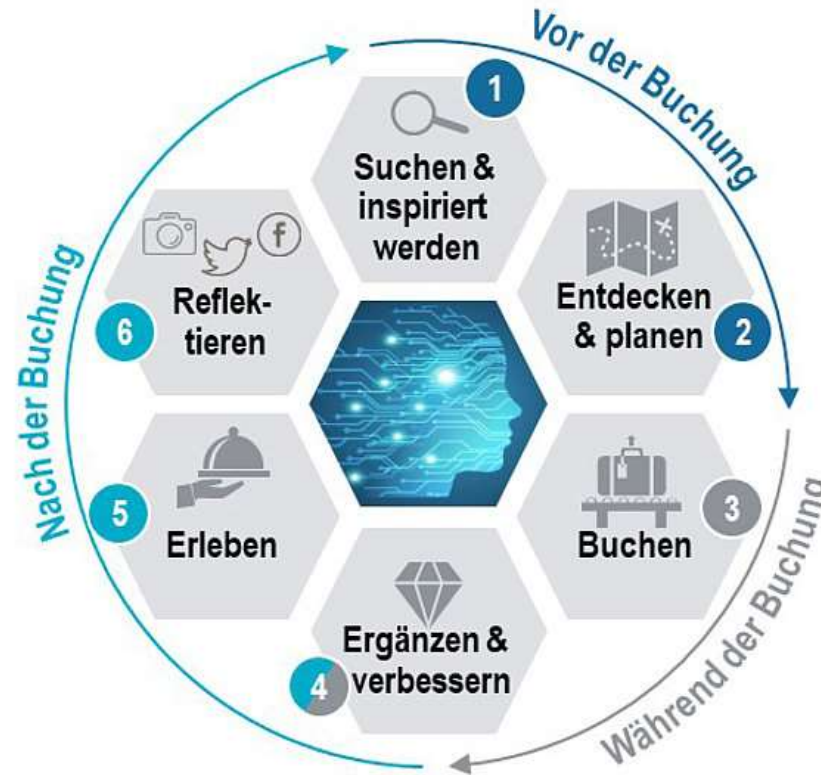 Vor der Buchung
1
Suchen &
inspiriert
werden
Entdecken
& planen
2
3
Buchen
Während der Buchung
Ergänzen &
verbessern
4
5
Erleben
Nach der Buchung
6
Reflek-
tieren
f